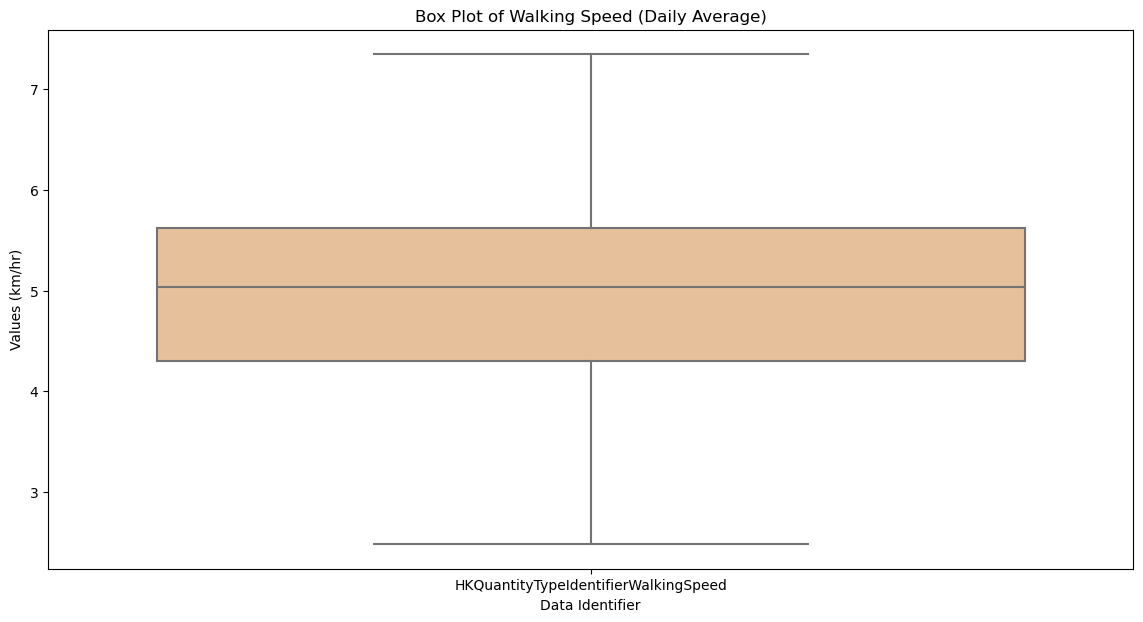 Box Plot of Walking Speed (Daily Average)
Values (km/hr)
7
6
5
4
3
HKQuantityTypeIdentifierWalkingSpeed
Data Identifier